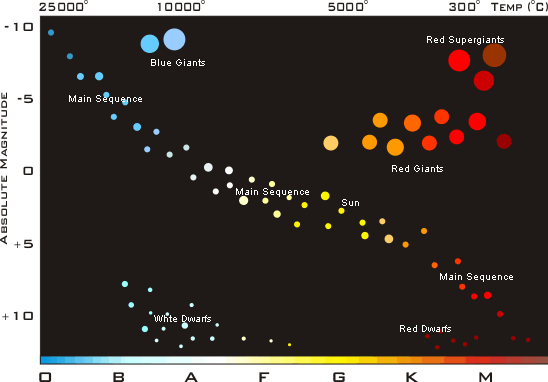 25000° 10000° 5000° 300° TEMP (°C)
-10
Red Supergiants
Blue Giants
-5
Main Sequence
ABSOLUTE MAGNITUDE
0
Red Giants
Main Sequence
Sun
+5
Main Sequence
+10
Write Dwarfs
Red Dwarfs
O B A F G K M